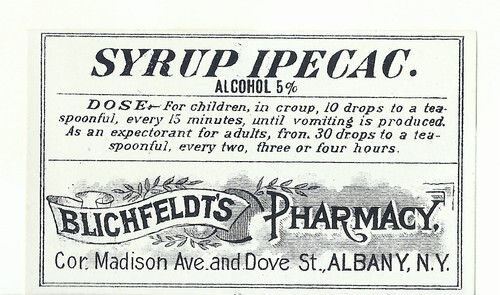 SYRUP IPECAC.
ALCOHOL 5%
DOSE.- For children, in croup, 10 drops to a tea-
spoonful, every 15 minutes, until vomiting is produced.
As an expectorant for adults, from 30 drops to a tea-
spoonful, every two, three or four hours.
BLICHFELDT'S PHARMACY,
Cor. Madison Ave. and Dove St., ALBANY, N.Y.